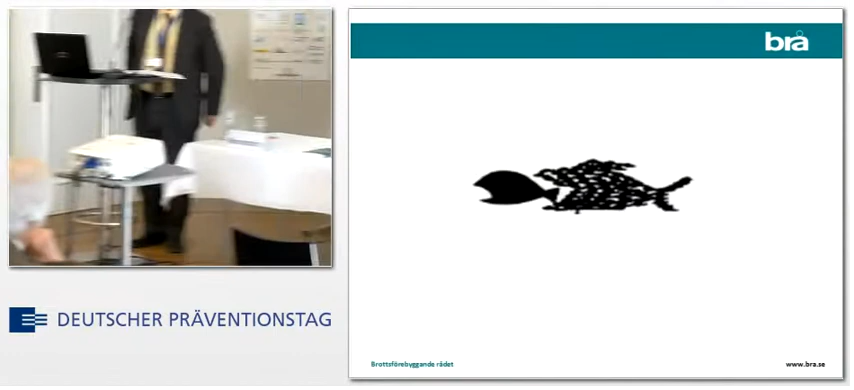 brå
DEUTSCHER PRÄVENTIONSTAG
Brottsförebyggande rådet
www.bra.se